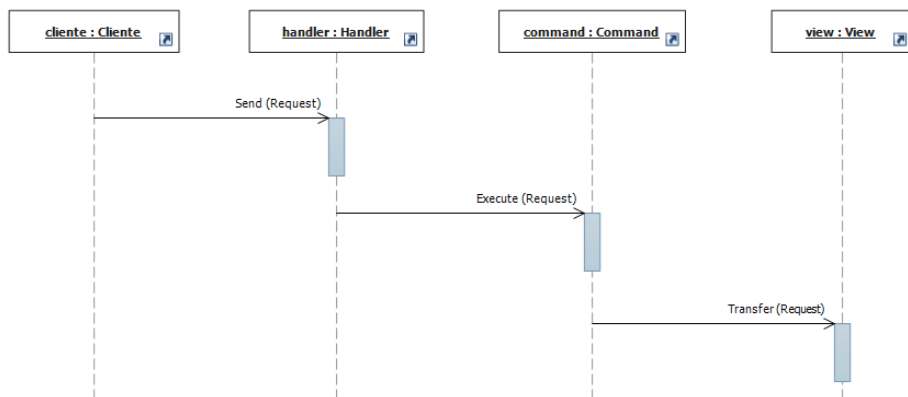 cliente : Cliente
handler : Handler
command : Command
view : View
Send (Request)
Execute (Request)
Transfer (Request)